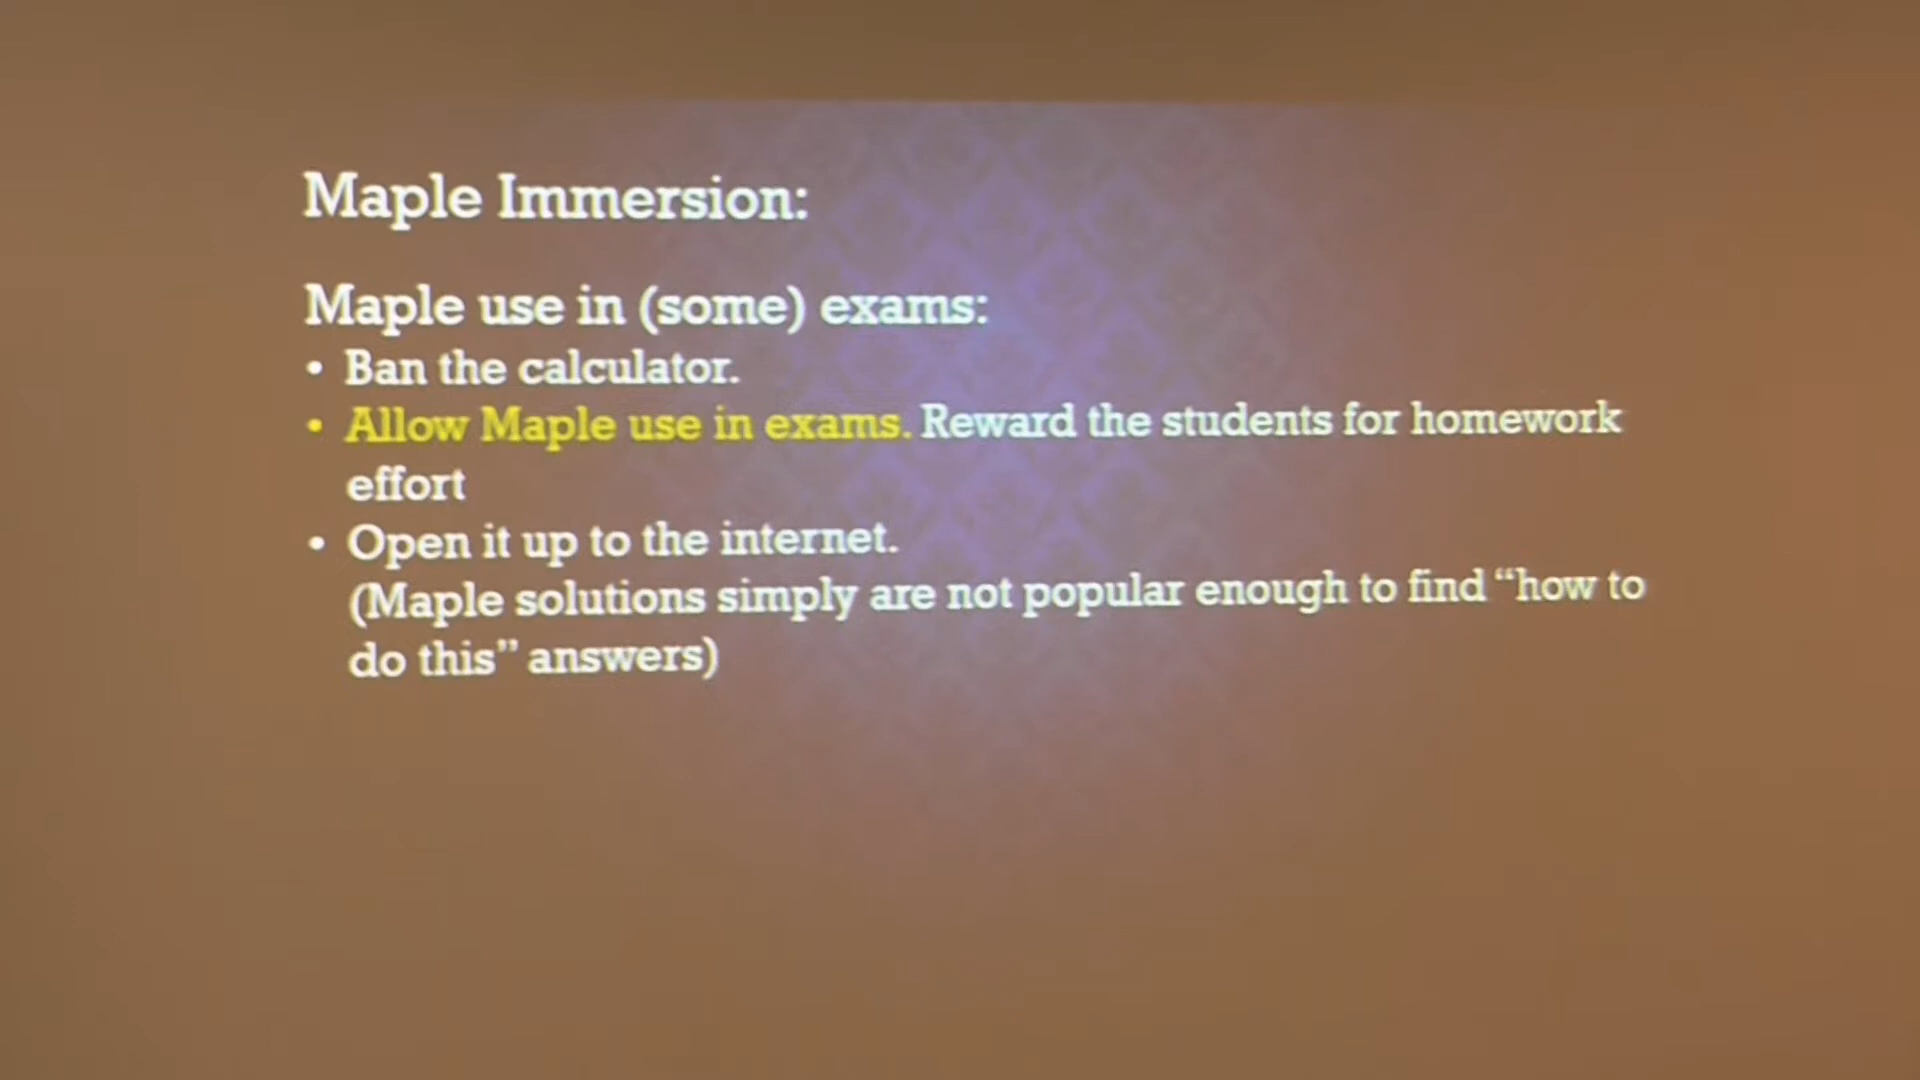 Maple Immersion:
Maple use in (some) exams:
• Ban the calculator.
• Allow Maple use in exams. Reward the students for homework
effort
• Open it up to the internet.
(Maple solutions simply are not popular enough to find “how to
do this” answers)